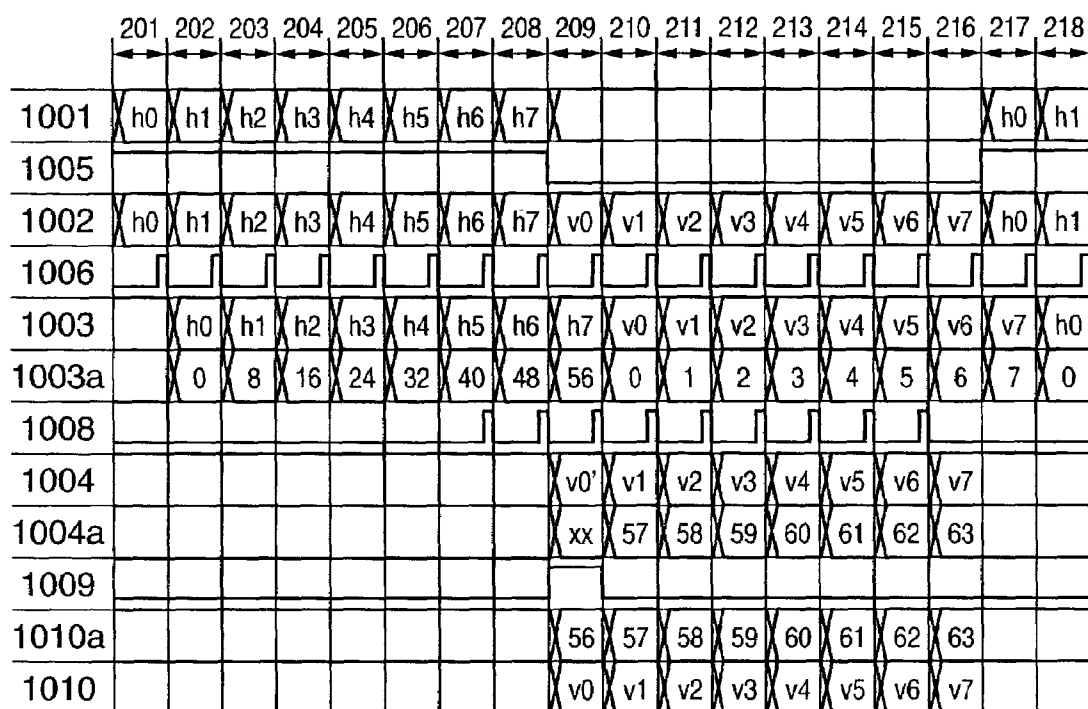 201 202 203 204 205 206 207 208 209 210 211 212 213 214 215 216 217 218
1001 h0 h1 h2 h3 h4 h5 h6 h7 h0 h1
1005
1002 h0 h1 h2 h3 h4 h5 h6 h7 v0 v1 v2 v3 v4 v5 v6 v7 h0 h1
1006
1003 h0 h1 h2 h3 h4 h5 h6 h7 v0 v1 v2 v3 v4 v5 v6 v7 h0
1003a 0 8 16 24 32 40 48 56 0 1 2 3 4 5 6 7 0
1008
1004 v0' v1 v2 v3 v4 v5 v6 v7
1004a xx 57 58 59 60 61 62 63
1009
1010a 56 57 58 59 60 61 62 63
1010 v0 v1 v2 v3 v4 v5 v6 v7